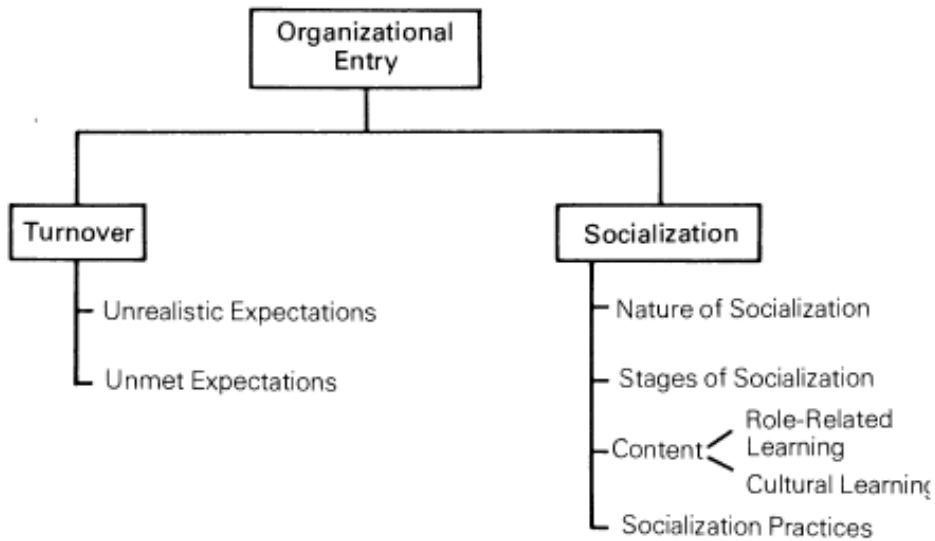 Organizational
Entry
Turnover
Unrealistic Expectations
Unmet Expectations
Socialization
Nature of Socialization
Stages of Socialization
Content
Role-Related
Learning
Cultural Learning
Socialization Practices